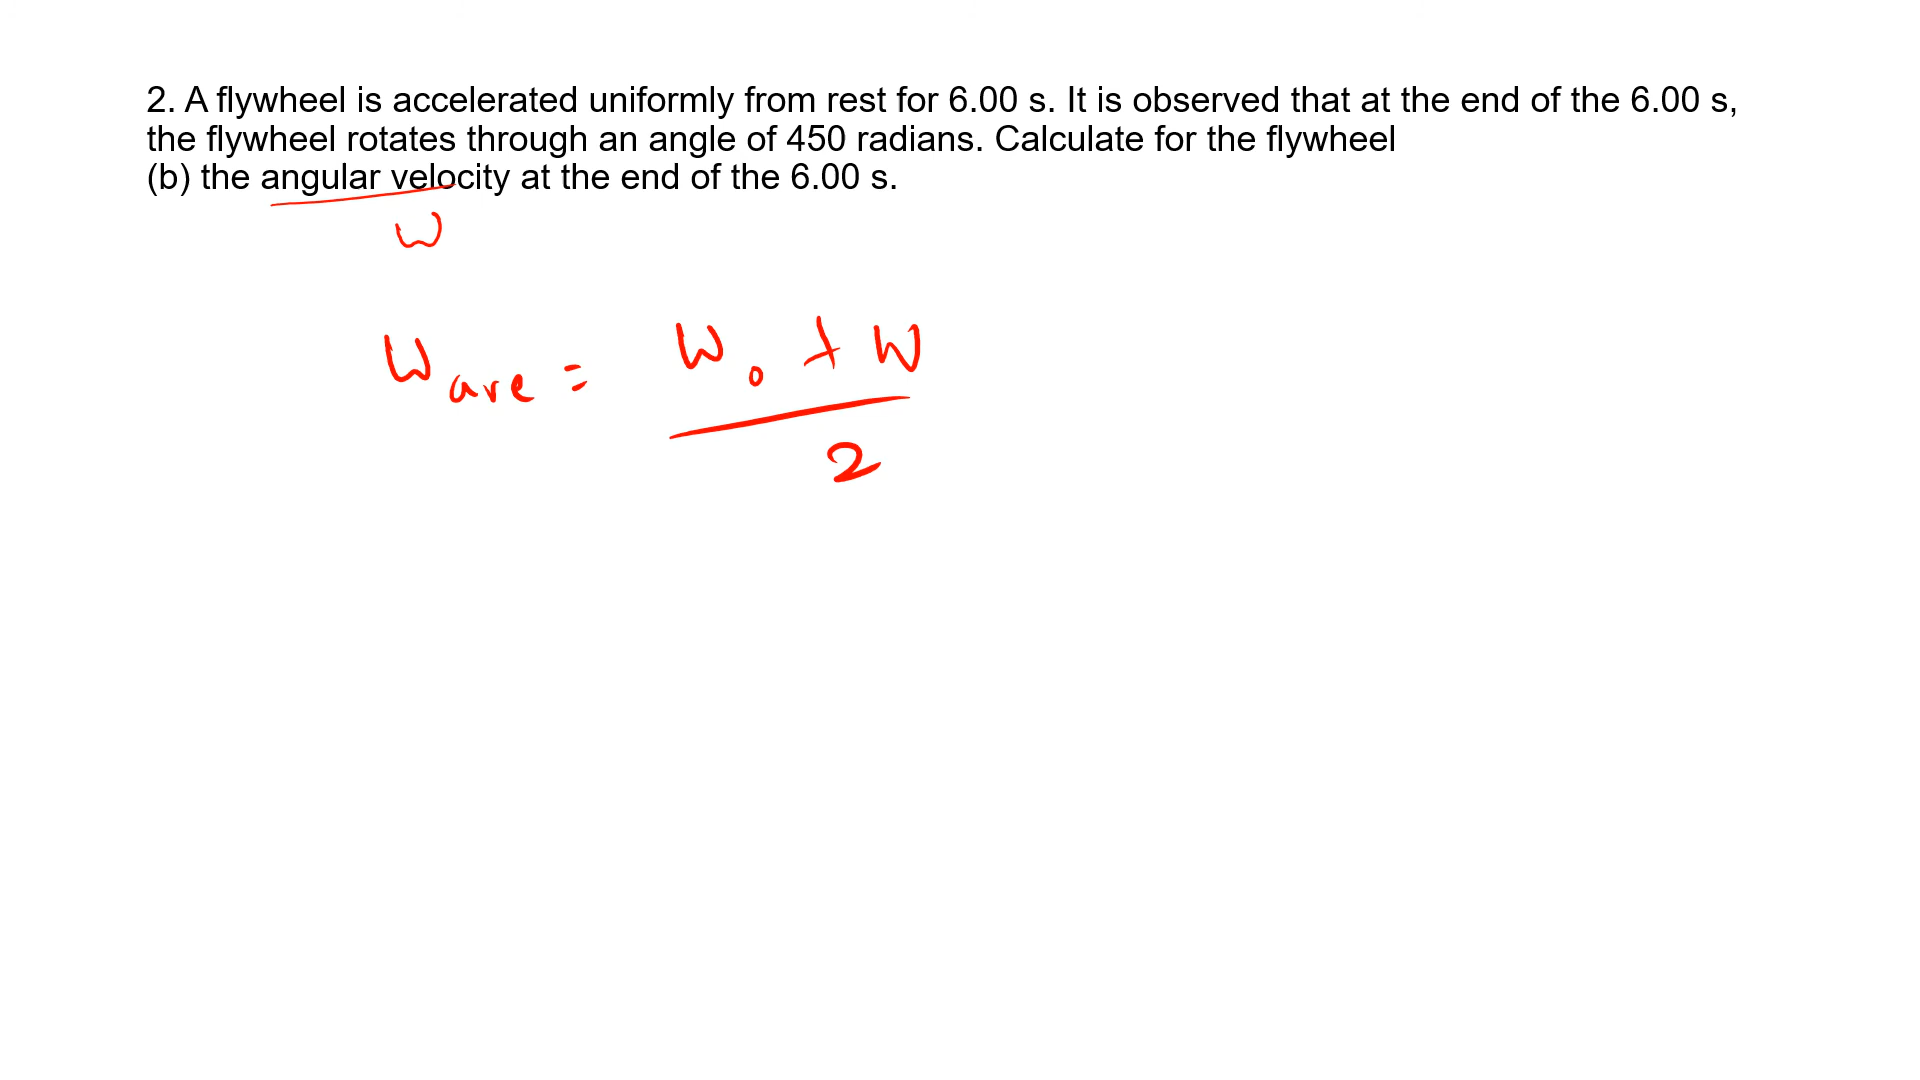 2. A flywheel is accelerated uniformly from rest for 6.00 s. It is observed that at the end of the 6.00 s,
the flywheel rotates through an angle of 450 radians. Calculate for the flywheel
(b) the angular velocity at the end of the 6.00 s.
ω
ω ave = ω₀ + ω
2